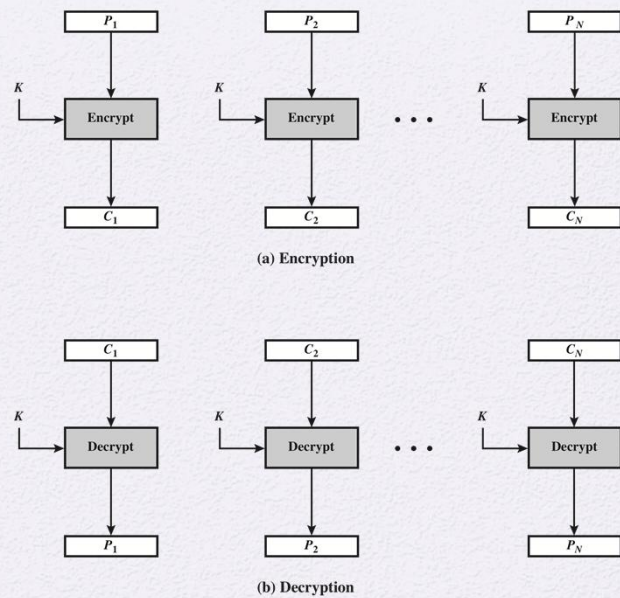 P1 P2 PN
K K K
Encrypt Encrypt • • • Encrypt
C1 C2 CN
(a) Encryption
C1 C2 CN
K K K
Decrypt Decrypt • • • Decrypt
P1 P2 PN
(b) Decryption